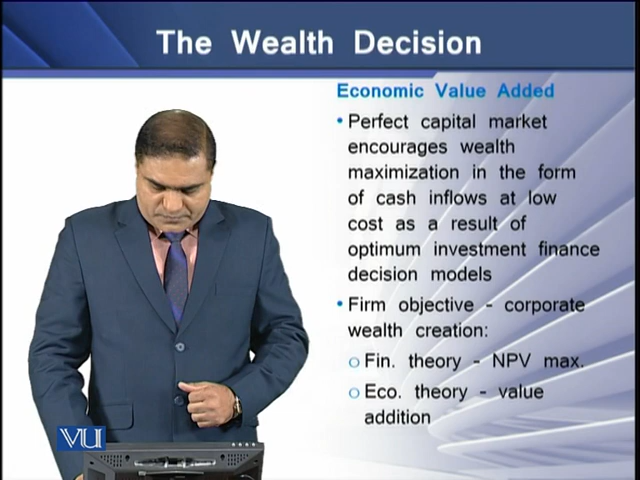 The Wealth Decision
Economic Value Added
• Perfect capital market
encourages wealth
maximization in the form
of cash inflows at low
cost as a result of
optimum investment finance
decision models
• Firm objective - corporate
wealth creation:
o Fin. theory - NPV max.
o Eco. theory - value
addition
VU